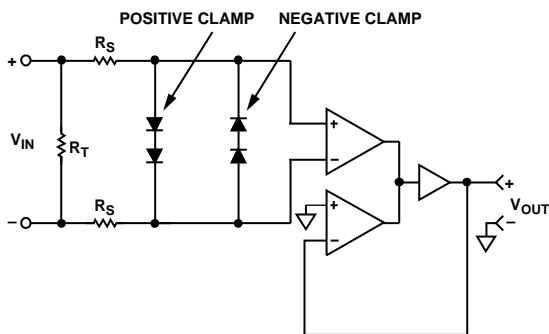 POSITIVE CLAMP
NEGATIVE CLAMP
RS
+
VIN
RT
+
−
+
−
+
VOUT
−
−
RS